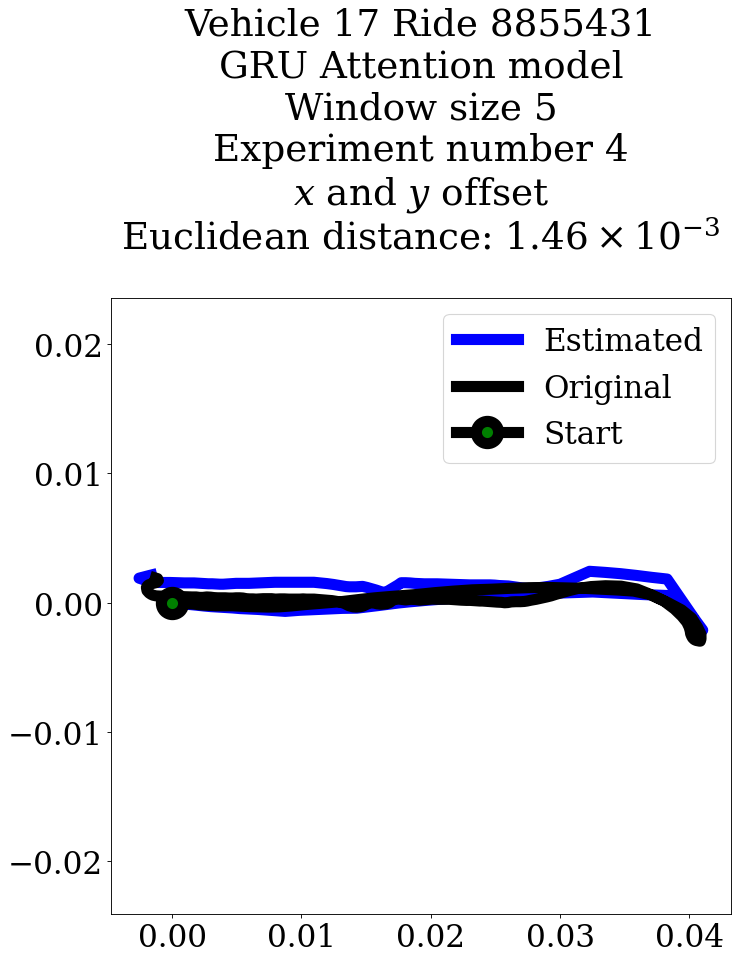 Vehicle 17 Ride 8855431
GRU Attention model
Window size 5
Experiment number 4
x and y offset
Euclidean distance: 1.46 × 10⁻³
Estimated
Original
Start
0.02
0.01
0.00
−0.01
−0.02
0.00 0.01 0.02 0.03 0.04